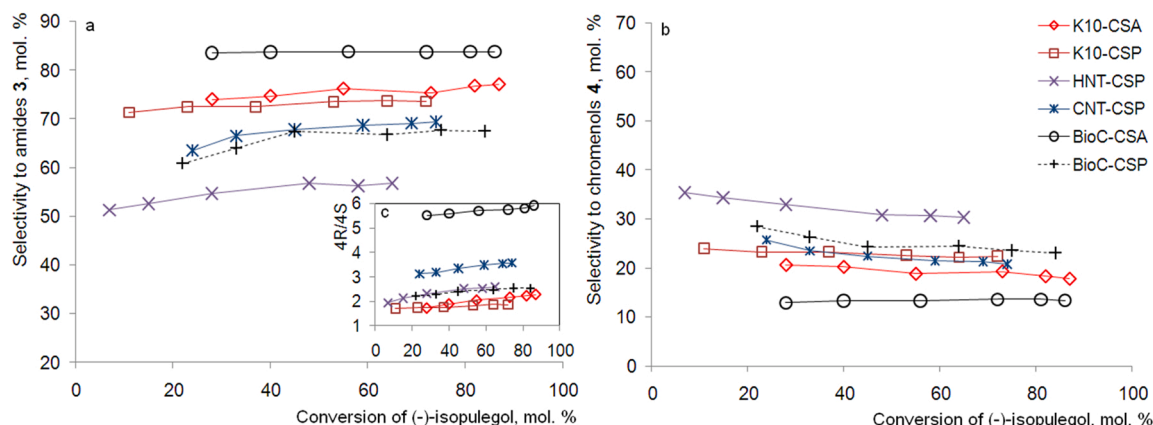 a
Selectivity to amides 3, mol. %
90
80
70
60
50
40
30
20
0 20 40 60 80 100
Conversion of (-)-isopulegol, mol. %
c
4R/4S
6
5
4
3
2
1
0 20 40 60 80 100
b
Selectivity to chromenols 4, mol. %
70
60
50
40
30
20
10
0
0 20 40 60 80 100
Conversion of (-)-isopulegol, mol. %
K10-CSA
K10-CSP
HNT-CSP
CNT-CSP
BioC-CSA
BioC-CSP